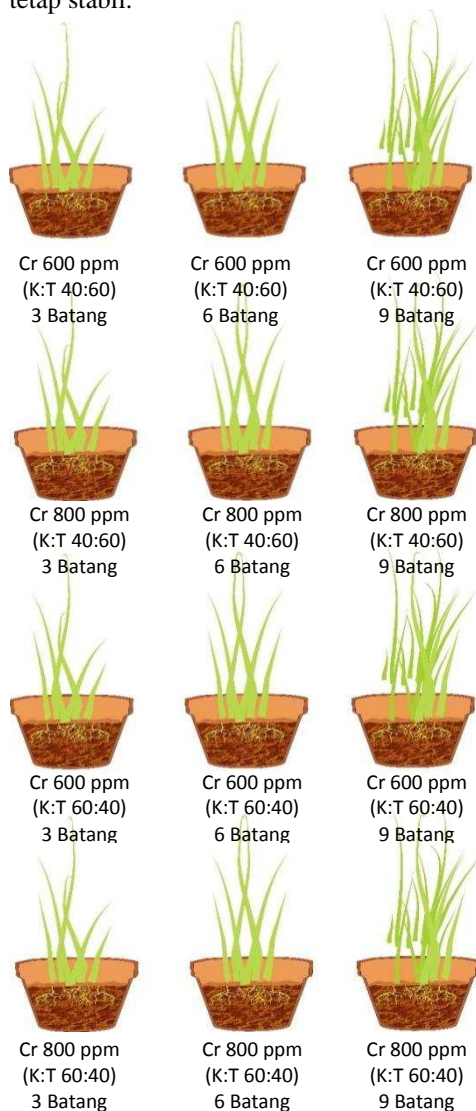 tetap stabil.
Cr 600 ppm
(K:T 40:60)
3 Batang
Cr 600 ppm
(K:T 40:60)
6 Batang
Cr 600 ppm
(K:T 40:60)
9 Batang
Cr 800 ppm
(K:T 40:60)
3 Batang
Cr 800 ppm
(K:T 40:60)
6 Batang
Cr 800 ppm
(K:T 40:60)
9 Batang
Cr 600 ppm
(K:T 60:40)
3 Batang
Cr 600 ppm
(K:T 60:40)
6 Batang
Cr 600 ppm
(K:T 60:40)
9 Batang
Cr 800 ppm
(K:T 60:40)
3 Batang
Cr 800 ppm
(K:T 60:40)
6 Batang
Cr 800 ppm
(K:T 60:40)
9 Batang